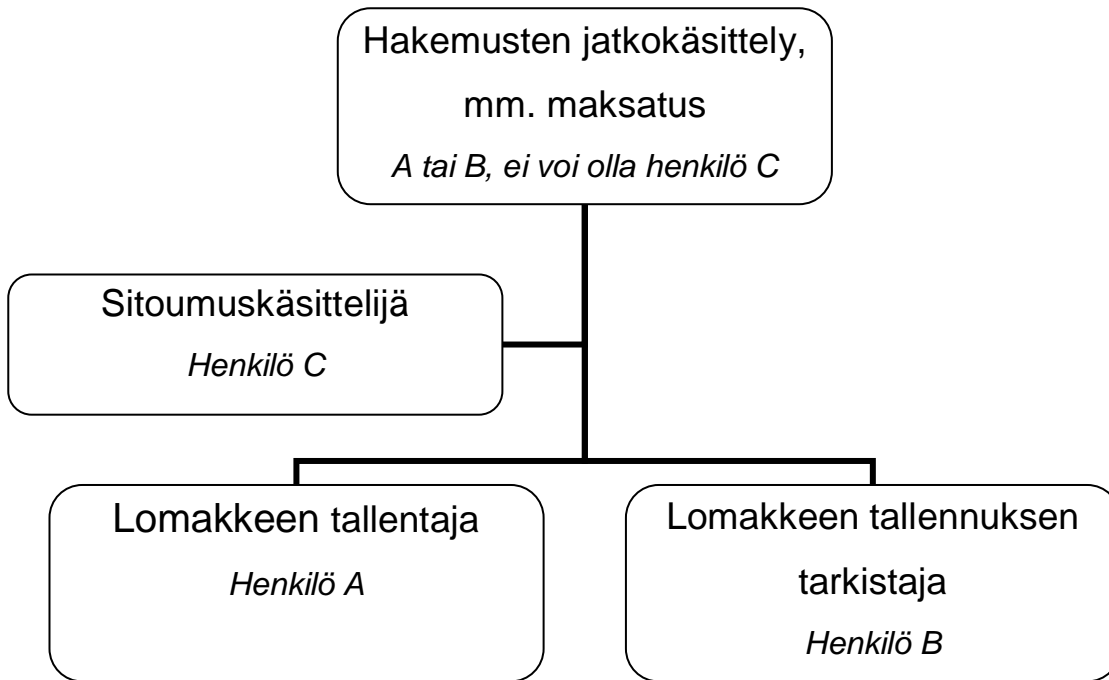 Hakemusten jatkokäsittely,
mm. maksatus
A tai B, ei voi olla henkilö C
Sitoumuskäsittelijä
Henkilö C
Lomakkeen tallentaja
Henkilö A
Lomakkeen tallennuksen
tarkistaja
Henkilö B